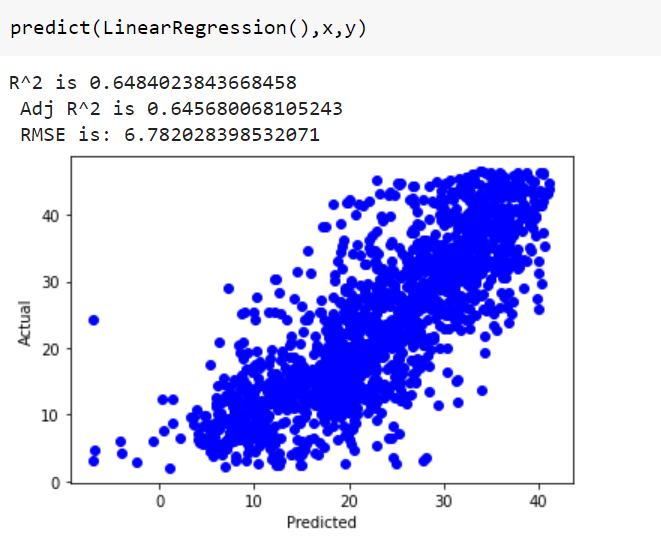 predict(LinearRegression(),x,y)
R^2 is 0.6484023843668458
Adj R^2 is 0.645680068105243
RMSE is: 6.782028398532071
40
30
20
10
0
Actual
0 10 20 30 40
Predicted